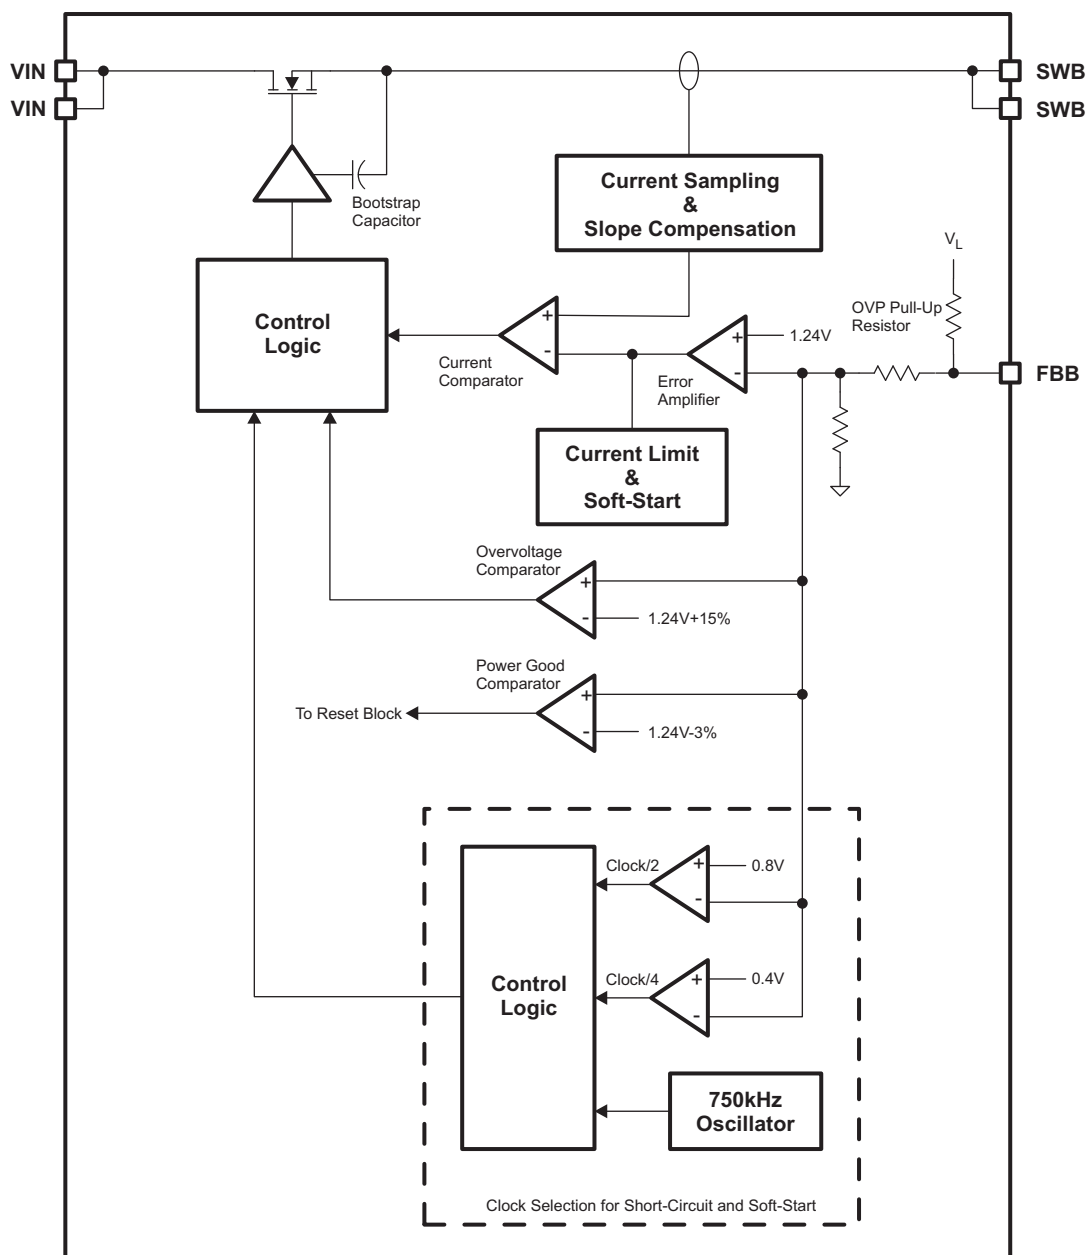 VIN
SWB
VIN
SWB
Bootstrap
Capacitor
Current Sampling
&
Slope Compensation
VL
Control
Logic
OVP Pull-Up
Resistor
+
-
Current
Comparator
+
-
1.24V
Error
Amplifier
FBB
Current Limit
&
Soft-Start
Overvoltage
Comparator
+
-
1.24V+15%
Power Good
Comparator
To Reset Block
+
-
1.24V-3%
Control
Logic
Clock/2
+
-
0.8V
Clock/4
+
-
0.4V
750kHz
Oscillator
Clock Selection for Short-Circuit and Soft-Start